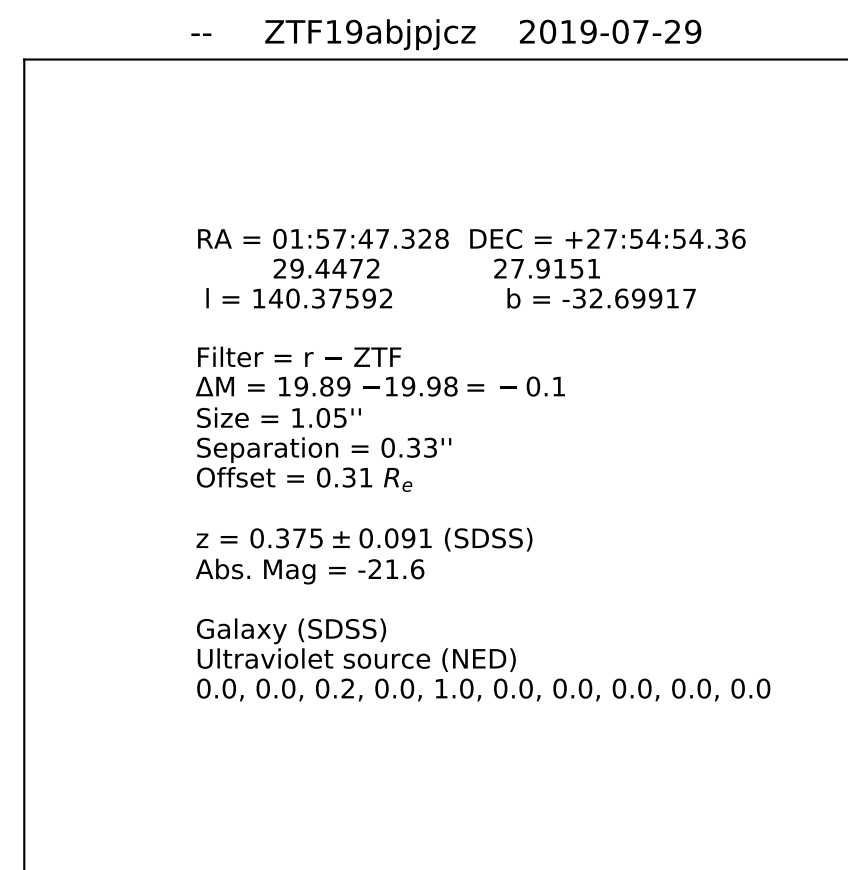 -- ZTF19abjpjcz 2019-07-29
RA = 01:57:47.328 DEC = +27:54:54.36
29.4472 27.9151
l = 140.37592 b = -32.69917
Filter = r − ZTF
ΔM = 19.89 −19.98 = − 0.1
Size = 1.05''
Separation = 0.33''
Offset = 0.31 Rₑ
z = 0.375 ± 0.091 (SDSS)
Abs. Mag = -21.6
Galaxy (SDSS)
Ultraviolet source (NED)
0.0, 0.0, 0.2, 0.0, 1.0, 0.0, 0.0, 0.0, 0.0, 0.0